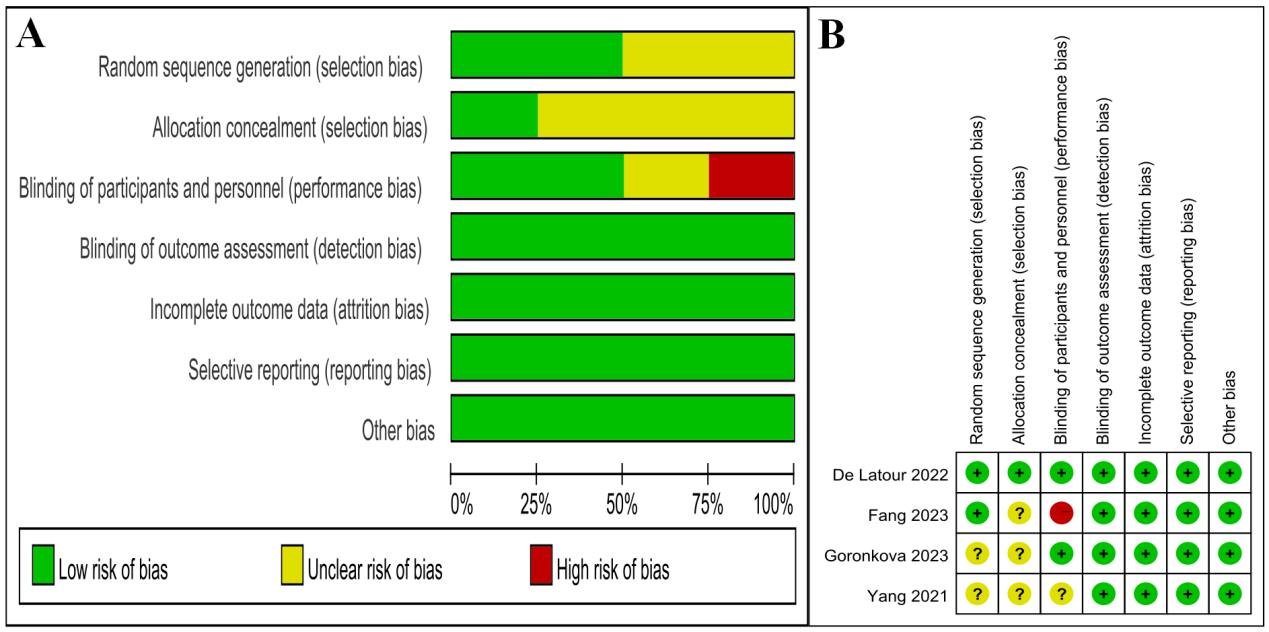 A
Random sequence generation (selection bias)
Allocation concealment (selection bias)
Blinding of participants and personnel (performance bias)
Blinding of outcome assessment (detection bias)
Incomplete outcome data (attrition bias)
Selective reporting (reporting bias)
Other bias
0% 25% 50% 75% 100%
Low risk of bias Unclear risk of bias High risk of bias
B
Random sequence generation (selection bias)
Allocation concealment (selection bias)
Blinding of participants and personnel (performance bias)
Blinding of outcome assessment (detection bias)
Incomplete outcome data (attrition bias)
Selective reporting (reporting bias)
Other bias
De Latour 2022 + + + + + + +
Fang 2023 + ? - + + + +
Goronkova 2023 ? ? + + + + +
Yang 2021 ? ? ? + + + +